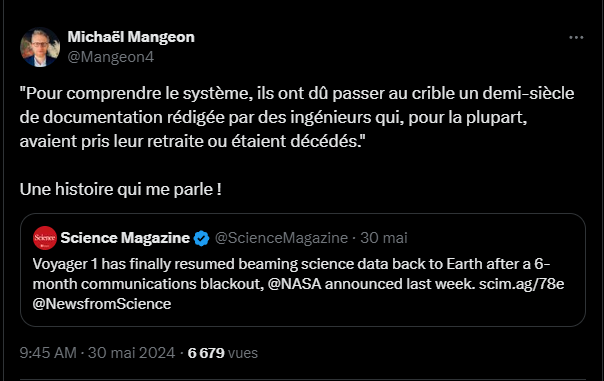 Michaël Mangeon
@Mangeon4
"Pour comprendre le système, ils ont dû passer au crible un demi-siècle
de documentation rédigée par des ingénieurs qui, pour la plupart,
avaient pris leur retraite ou étaient décédés."
Une histoire qui me parle !
Science Science Magazine @ScienceMagazine · 30 mai
Voyager 1 has finally resumed beaming science data back to Earth after a 6-
month communications blackout, @NASA announced last week. scim.ag/78e
@NewsfromScience
9:45 AM · 30 mai 2024 · 6 679 vues